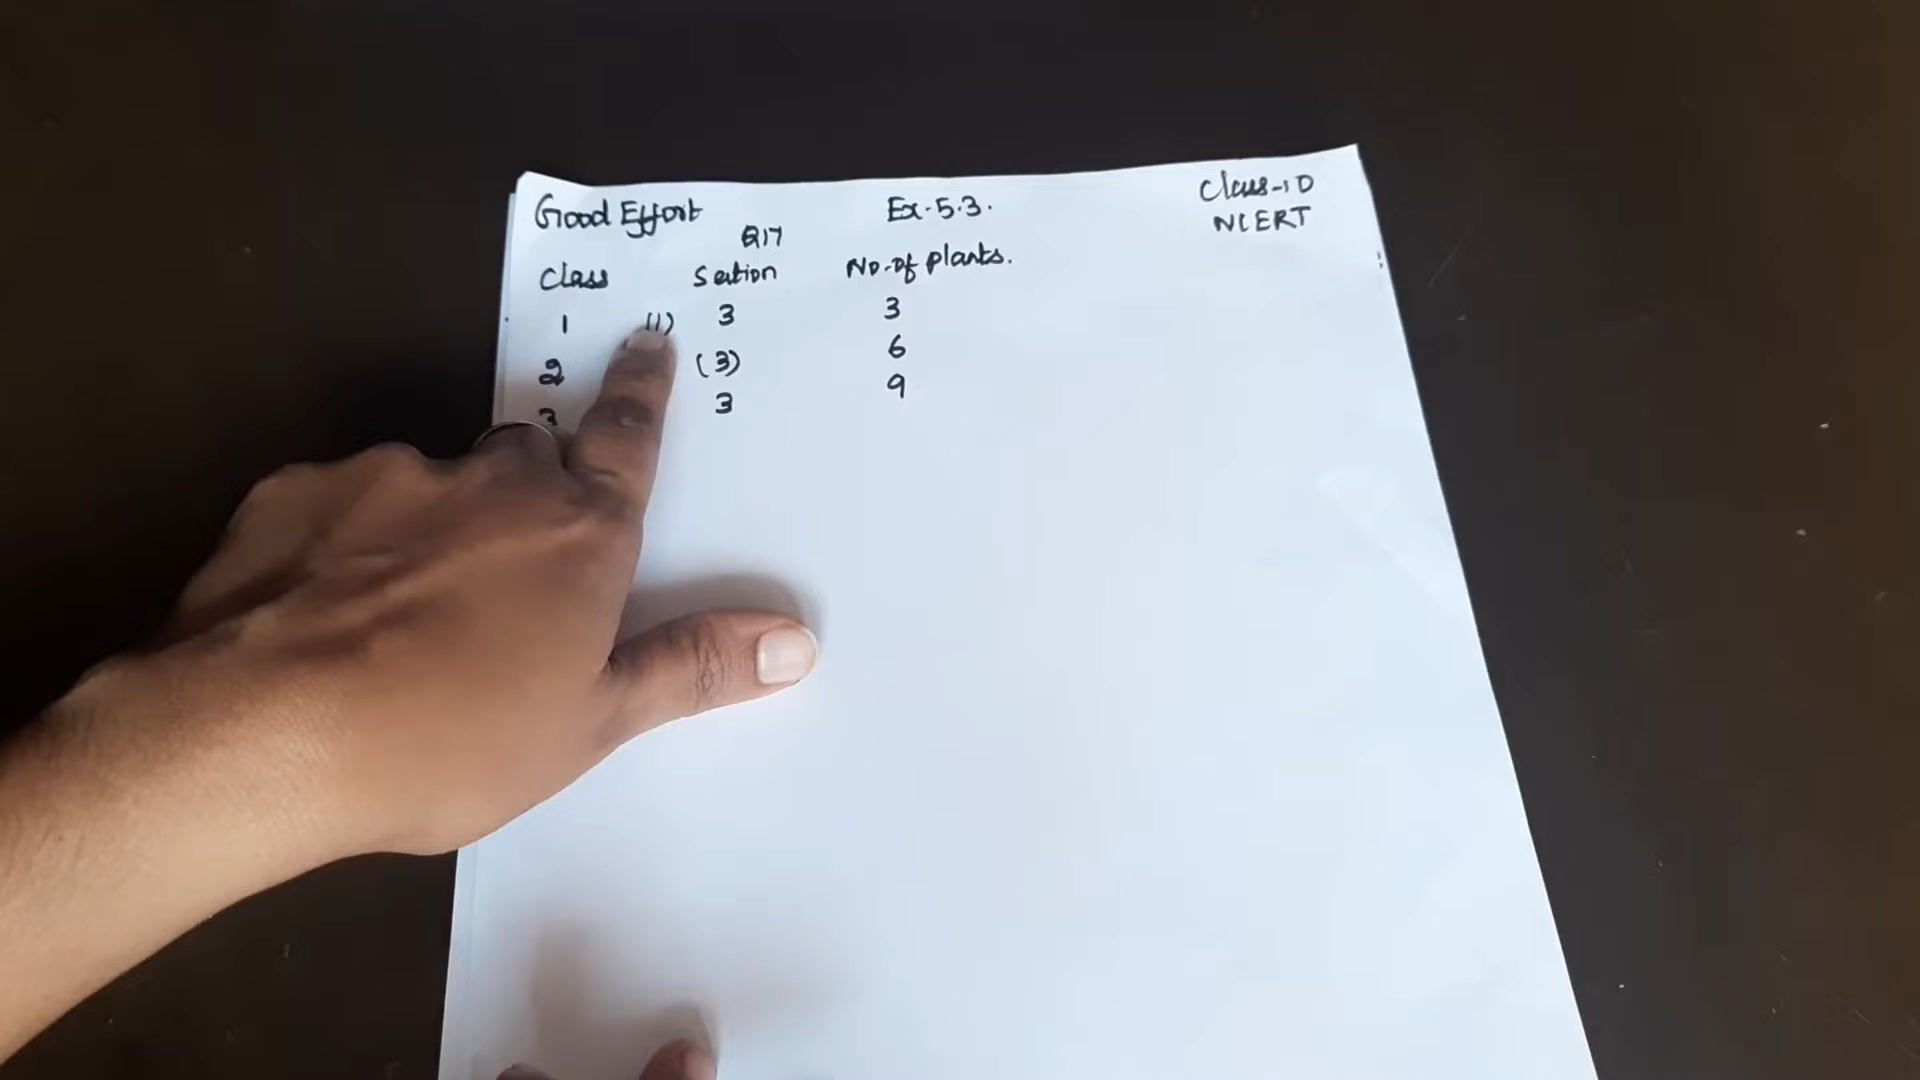 Good Effort Ex-5.3. Class-10
NCERT
Q17
Class Section No. of plants.
1 (1) 3 3
2 (3) 6
3 3 9